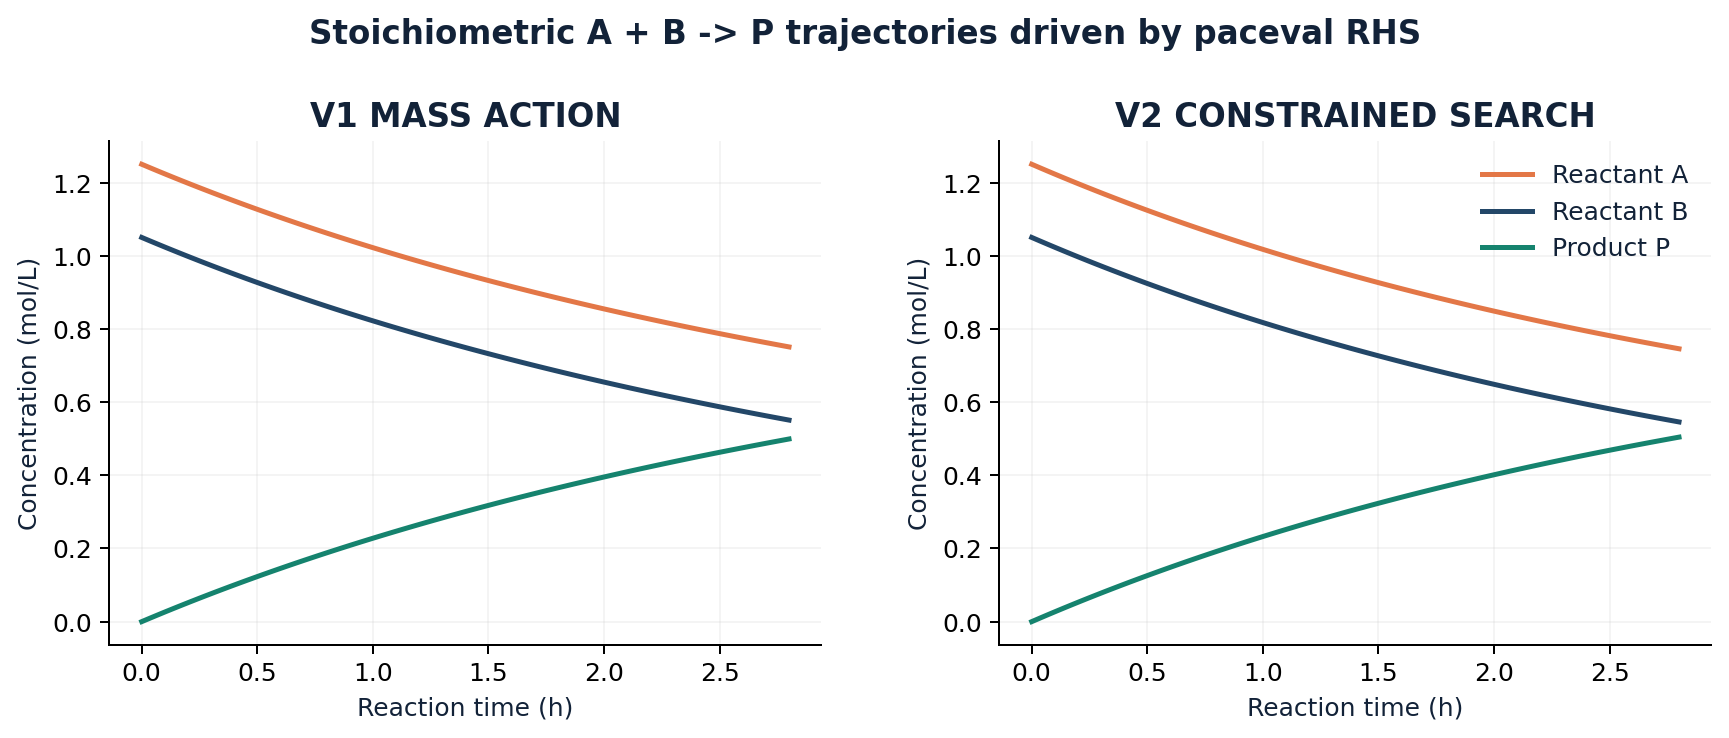 Stoichiometric A + B -> P trajectories driven by paceval RHS
V1 MASS ACTION
1.2
1.0
0.8
0.6
0.4
0.2
0.0
Concentration (mol/L)
0.0 0.5 1.0 1.5 2.0 2.5
Reaction time (h)
V2 CONSTRAINED SEARCH
Reactant A
Reactant B
Product P
1.2
1.0
0.8
0.6
0.4
0.2
0.0
Concentration (mol/L)
0.0 0.5 1.0 1.5 2.0 2.5
Reaction time (h)